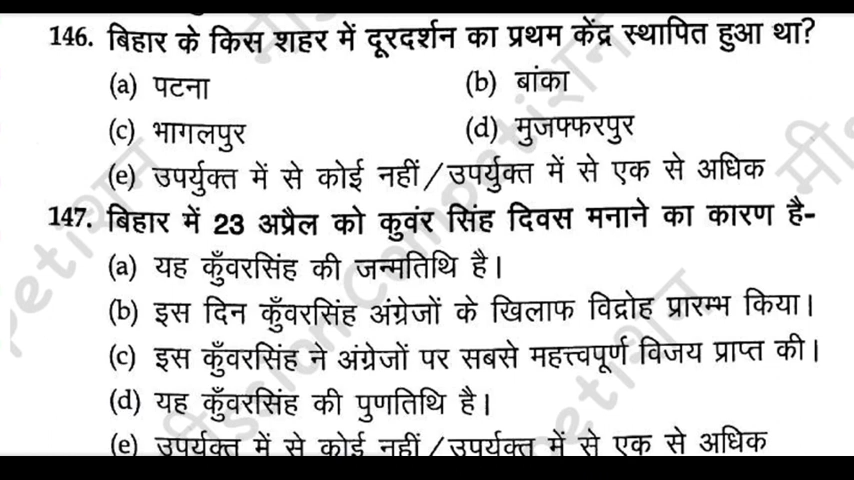 146. बिहार के किस शहर में दूरदर्शन का प्रथम केंद्र स्थापित हुआ था?
(a) पटना (b) बांका
(c) भागलपुर (d) मुजफ्फरपुर
(e) उपर्युक्त में से कोई नहीं/उपर्युक्त में से एक से अधिक
147. बिहार में 23 अप्रैल को कुवंर सिंह दिवस मनाने का कारण है-
(a) यह कुँवरसिंह की जन्मतिथि है।
(b) इस दिन कुँवरसिंह अंग्रेजों के खिलाफ विद्रोह प्रारम्भ किया।
(c) इस कुँवरसिंह ने अंग्रेजों पर सबसे महत्त्वपूर्ण विजय प्राप्त की।
(d) यह कुँवरसिंह की पुणतिथि है।
(e) उपर्युक्त में से कोई नहीं/उपर्युक्त में से एक से अधिक